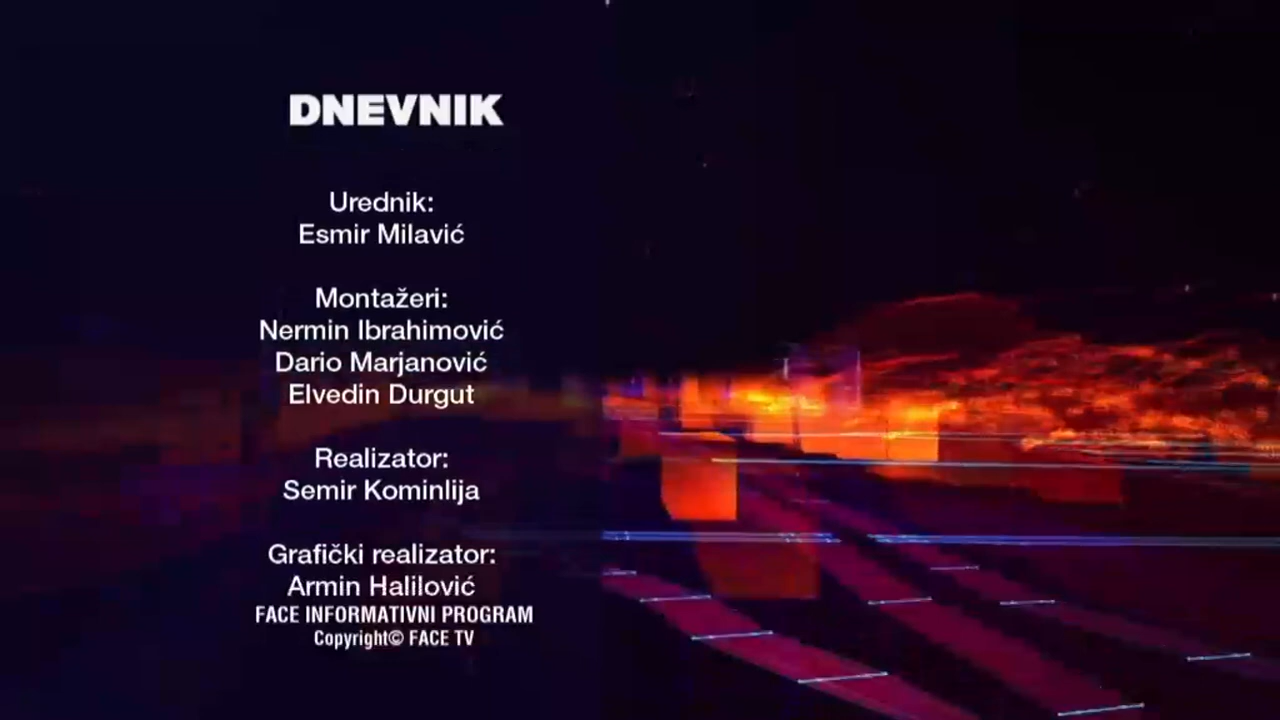 DNEVNIK
Urednik:
Esmir Milavić
Montažeri:
Nermin Ibrahimović
Dario Marjanović
Elvedin Durgut
Realizator:
Semir Kominlija
Grafički realizator:
Armin Halilović
FACE INFORMATIVNI PROGRAM
Copyright© FACE TV